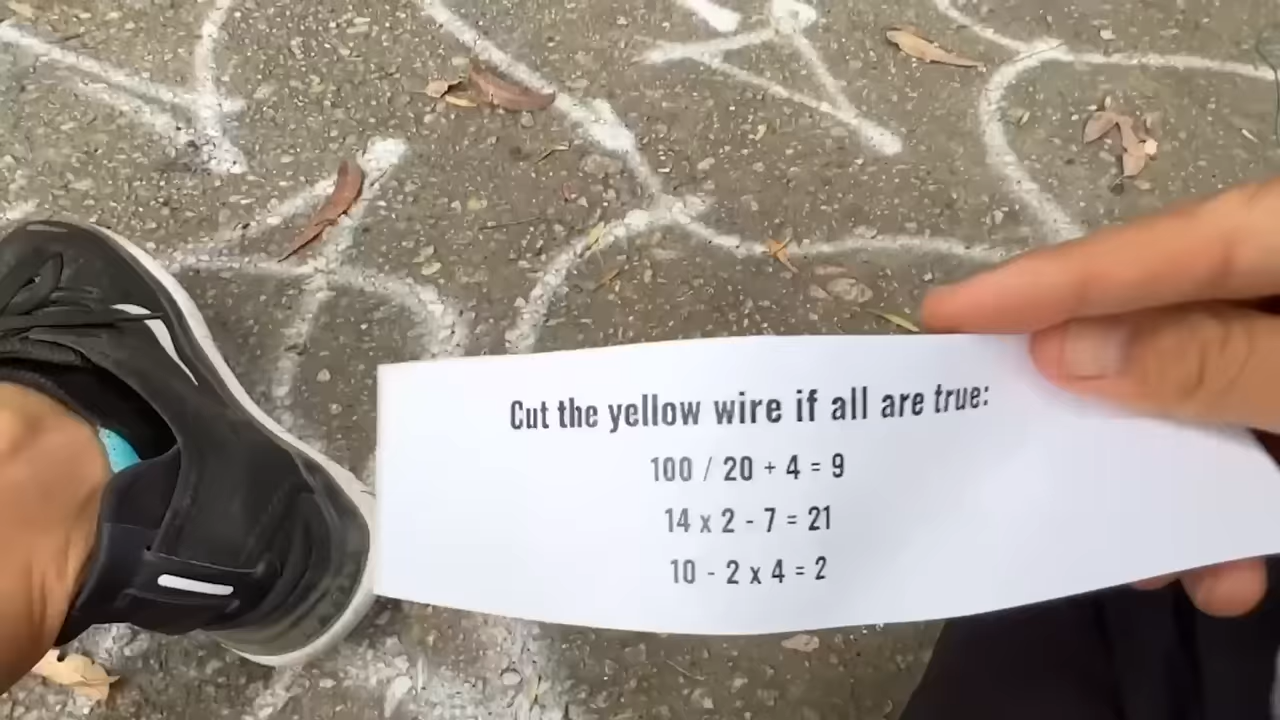 Cut the yellow wire if all are true:
100 / 20 + 4 = 9
14 x 2 - 7 = 21
10 - 2 x 4 = 2